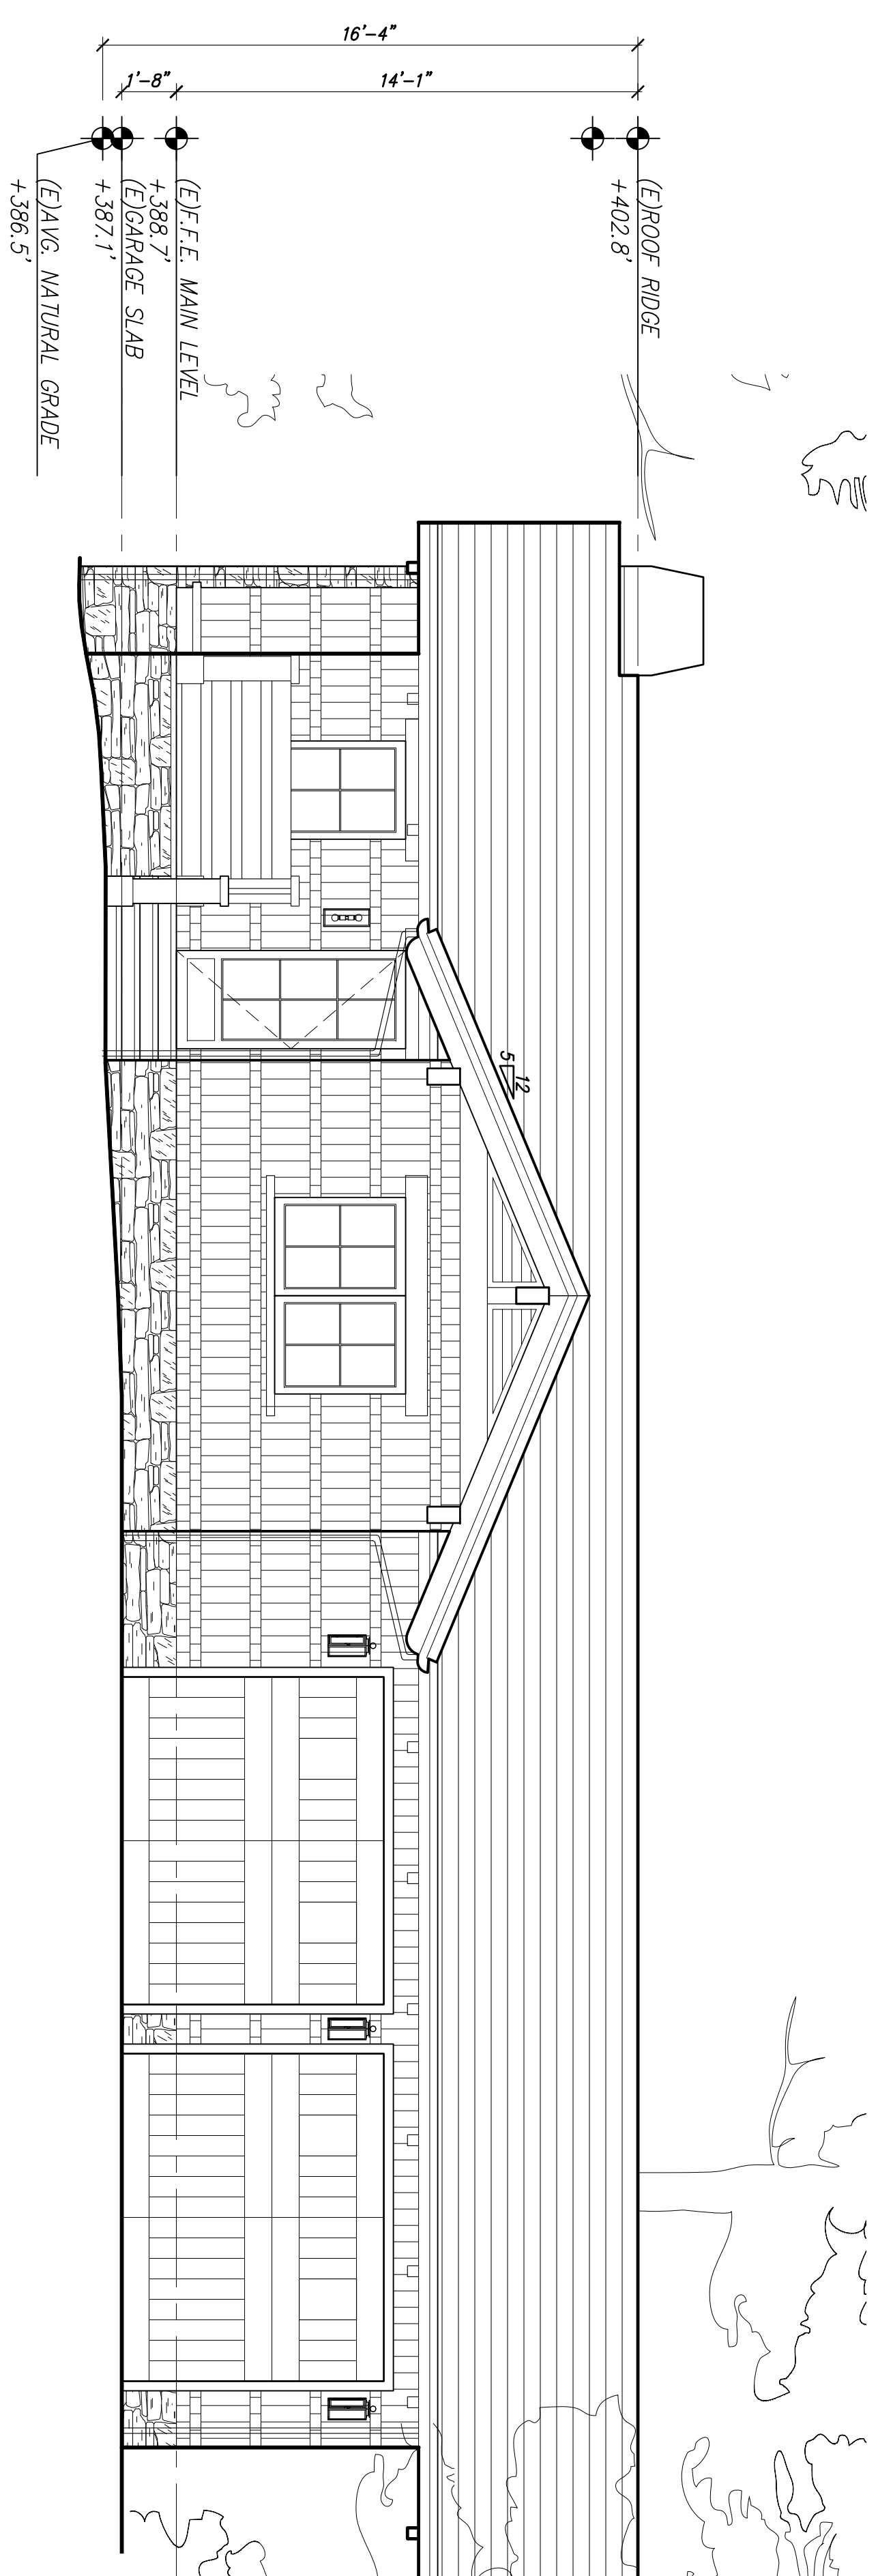 16'-4"
1'-8"
14'-1"
(E)ROOF RIDGE
+402.8'
(E)F.F.E. MAIN LEVEL
+388.7'
(E)GARAGE SLAB
+387.1'
(E)AVG. NATURAL GRADE
+386.5'
12
5